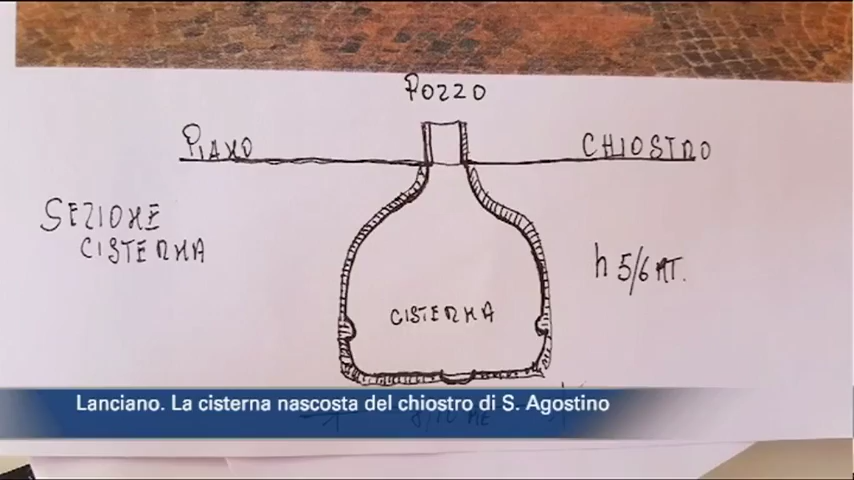 POZZO
PIANO
CHIOSTRO
SEZIONE
CISTERNA
h 5/6 MT.
CISTERNA
Lanciano. La cisterna nascosta del chiostro di S. Agostino